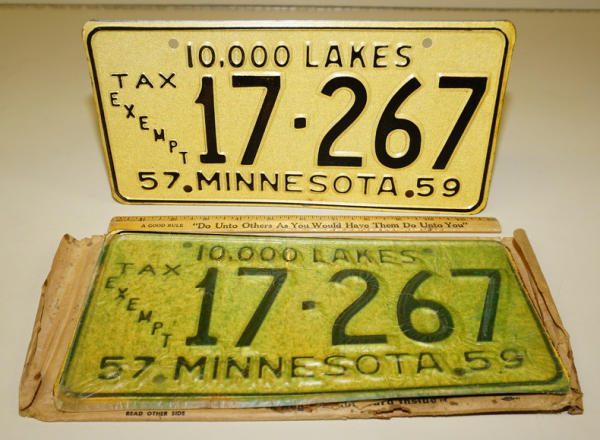 10,000 LAKES
TAX
EXEMPT
17·267
57. MINNESOTA. 59
A GOOD RULE "Do Unto Others As You Would Have Them Do Unto You"
10,000 LAKES
TAX
EXEMPT
17·267
57. MINNESOTA. 59
READ OTHER SIDE